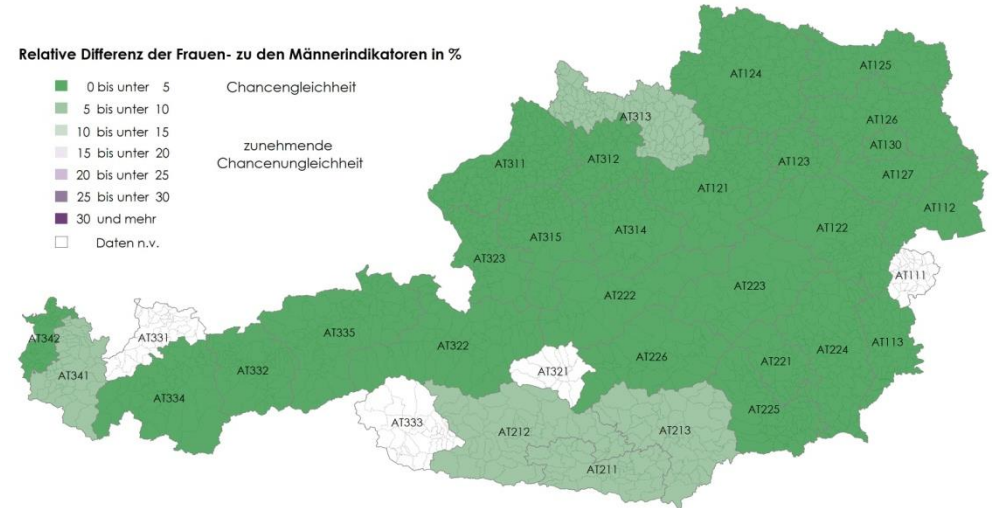 Relative Differenz der Frauen- zu den Männerindikatoren in %
0 bis unter 5 Chancengleichheit
5 bis unter 10
10 bis unter 15
15 bis unter 20 zunehmende
20 bis unter 25 Chancenungleichheit
25 bis unter 30
30 und mehr
Daten n.v.
AT124
AT125
AT313
AT126
AT130
AT311
AT312
AT123
AT127
AT121
AT112
AT315
AT314
AT122
AT323
AT111
AT222
AT223
AT342
AT331
AT335
AT322
AT113
AT224
AT226
AT221
AT341
AT332
AT321
AT334
AT225
AT333
AT212
AT213
AT211